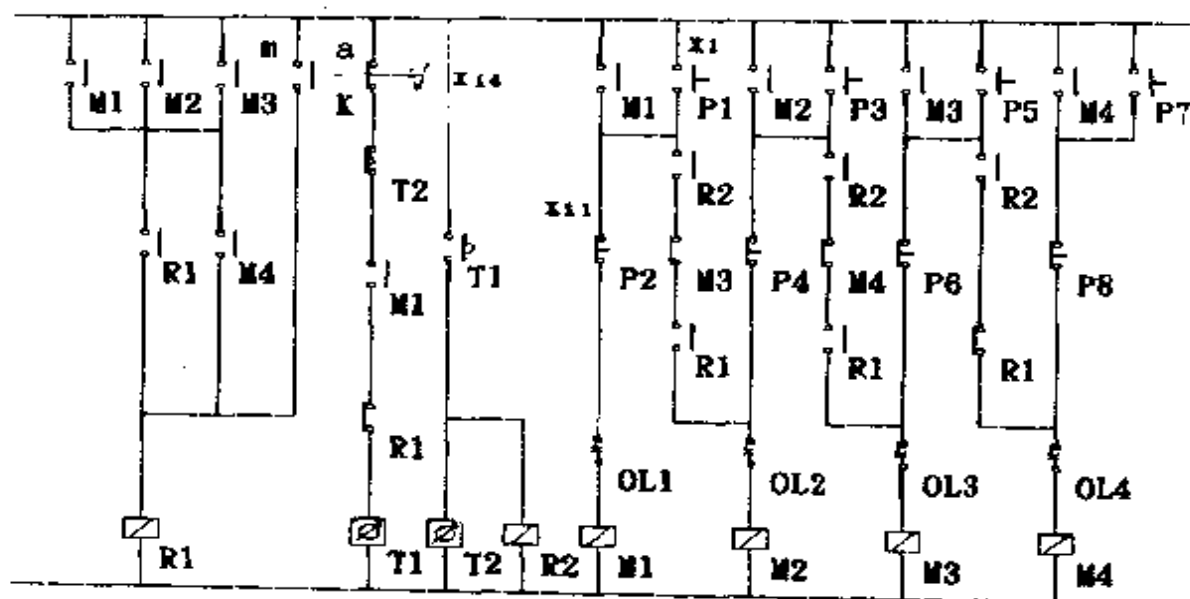 m a x1
K x14
M1 M2 M3 M1 P1 M2 P3 M3 P5 M4 P7
T2 R2 R2 R2
x11
R1 M4 T1 P2 M3 P4 M4 P6 P8
M1
R1 R1 R1
R1
OL1 OL2 OL3 OL4
R1 T1 T2 R2 M1 M2 M3 M4